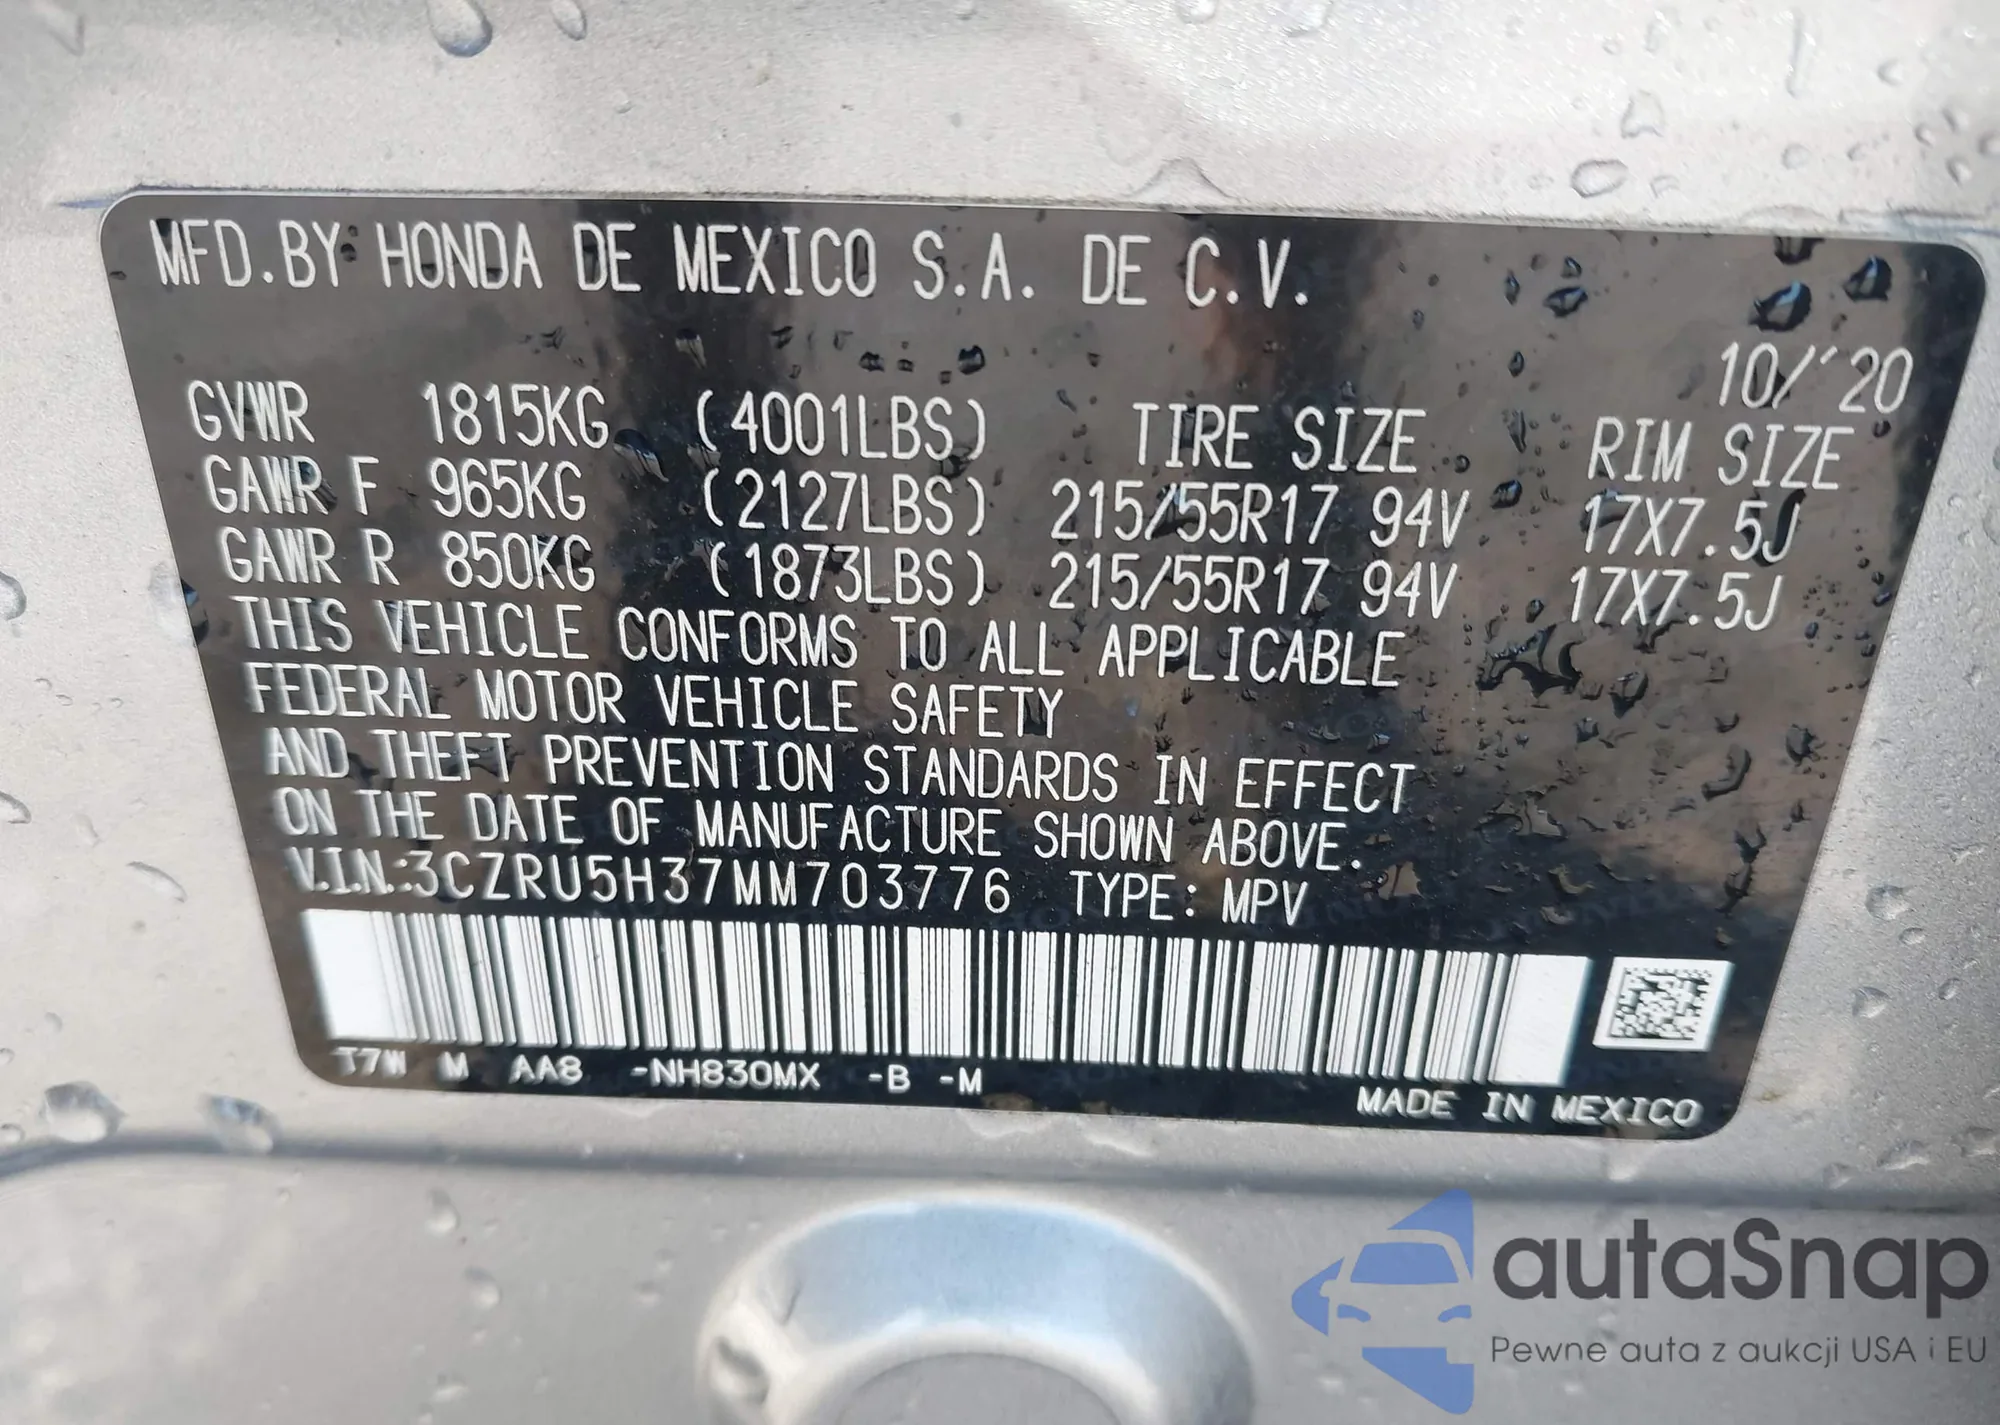 MFD.BY HONDA DE MEXICO S.A. DE C.V.
10/'20
GVWR 1815KG (4001LBS) TIRE SIZE RIM SIZE
GAWR F 965KG (2127LBS) 215/55R17 94V 17X7.5J
GAWR R 850KG (1873LBS) 215/55R17 94V 17X7.5J
THIS VEHICLE CONFORMS TO ALL APPLICABLE
FEDERAL MOTOR VEHICLE SAFETY
AND THEFT PREVENTION STANDARDS IN EFFECT
ON THE DATE OF MANUFACTURE SHOWN ABOVE.
V.I.N.:3CZRU5H37MM703776 TYPE: MPV
T7W M AA8 -NH830MX -B -M
MADE IN MEXICO
autaSnap
Pewne auta z aukcji USA i EU